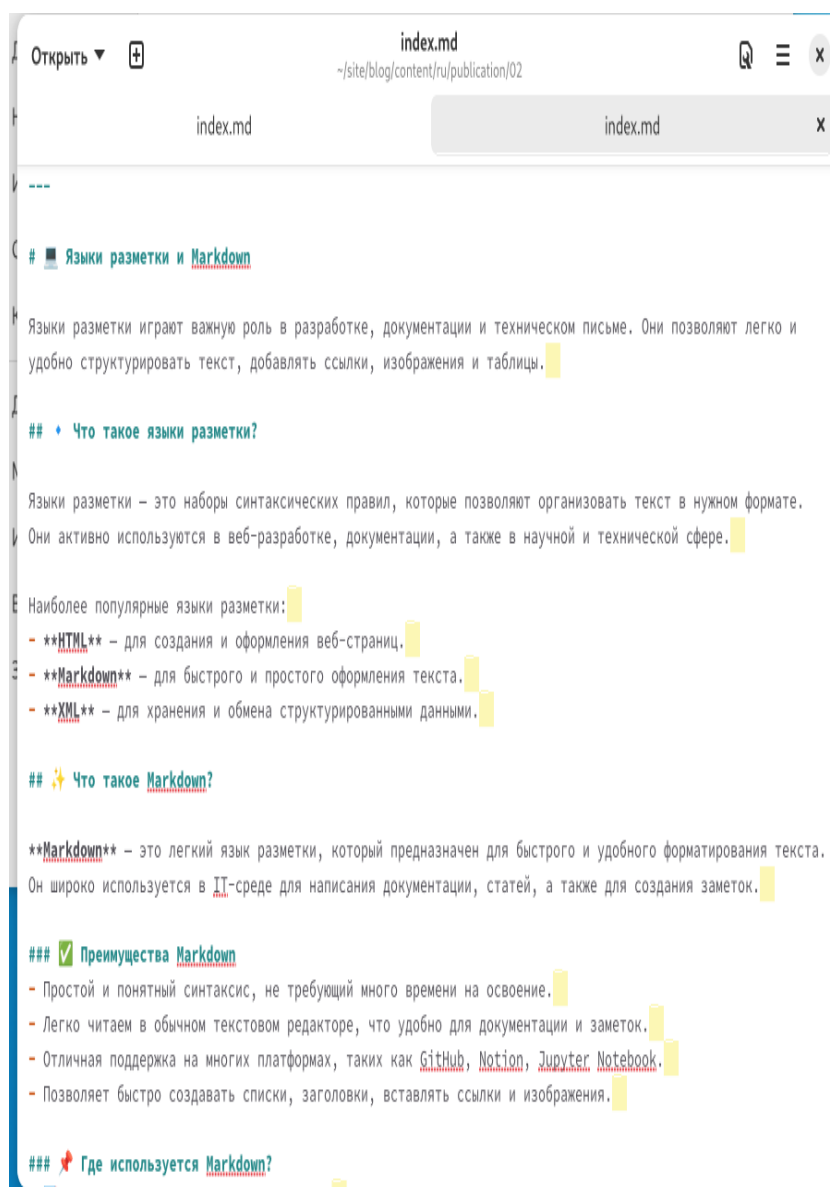 Открыть
index.md
~/site/blog/content/ru/publication/02
index.md index.md
---
# 💻 Языки разметки и Markdown
Языки разметки играют важную роль в разработке, документации и техническом письме. Они позволяют легко и
удобно структурировать текст, добавлять ссылки, изображения и таблицы.
## 🔹 Что такое языки разметки?
Языки разметки — это наборы синтаксических правил, которые позволяют организовать текст в нужном формате.
Они активно используются в веб-разработке, документации, а также в научной и технической сфере.
Наиболее популярные языки разметки:
- **HTML** — для создания и оформления веб-страниц.
- **Markdown** — для быстрого и простого оформления текста.
- **XML** — для хранения и обмена структурированными данными.
## ✨ Что такое Markdown?
**Markdown** — это легкий язык разметки, который предназначен для быстрого и удобного форматирования текста.
Он широко используется в IT-среде для написания документации, статей, а также для создания заметок.
### ✅ Преимущества Markdown
- Простой и понятный синтаксис, не требующий много времени на освоение.
- Легко читаем в обычном текстовом редакторе, что удобно для документации и заметок.
- Отличная поддержка на многих платформах, таких как GitHub, Notion, Jupyter Notebook.
- Позволяет быстро создавать списки, заголовки, вставлять ссылки и изображения.
### 📌 Где используется Markdown?